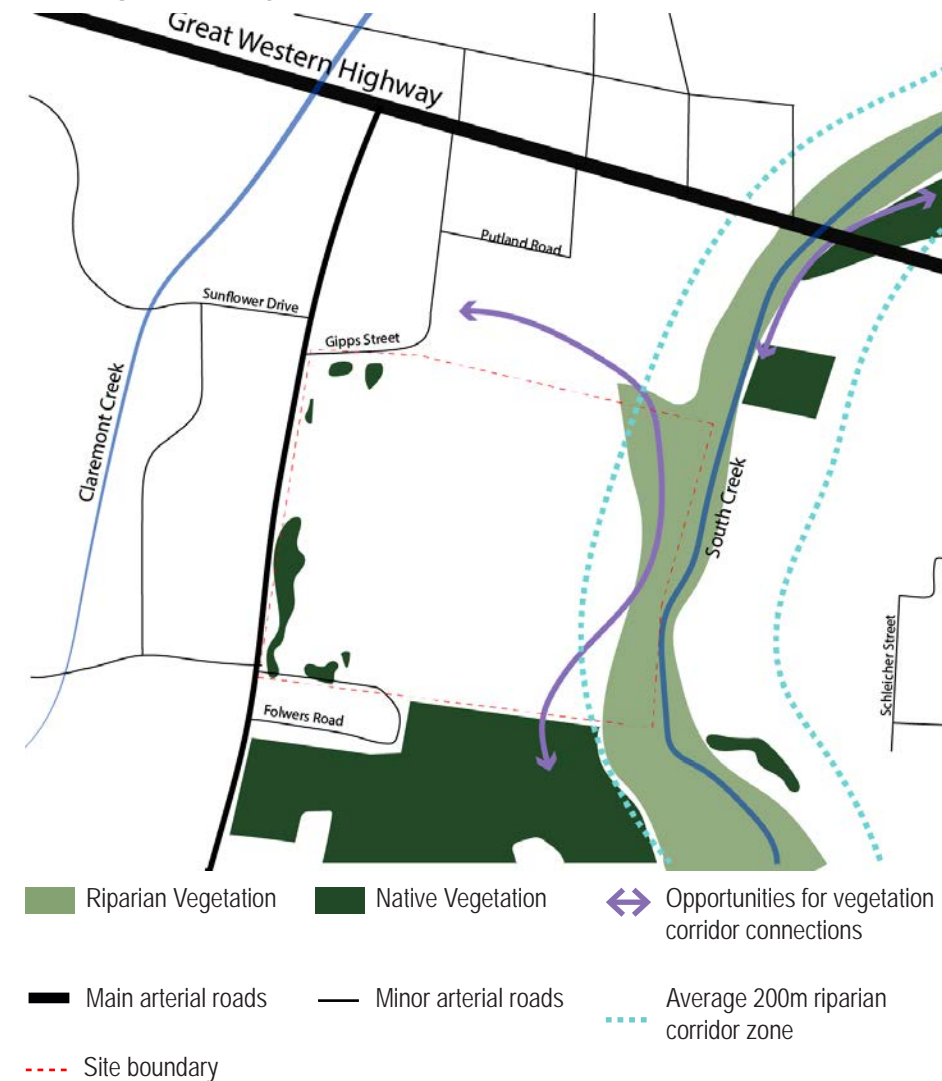 Great Western Highway
Putland Road
Sunflower Drive
Gipps Street
Claremont Creek
South Creek
Schleicher Street
Folwers Road
Riparian Vegetation
Native Vegetation
Opportunities for vegetation
corridor connections
Main arterial roads
Minor arterial roads
Average 200m riparian
corridor zone
Site boundary